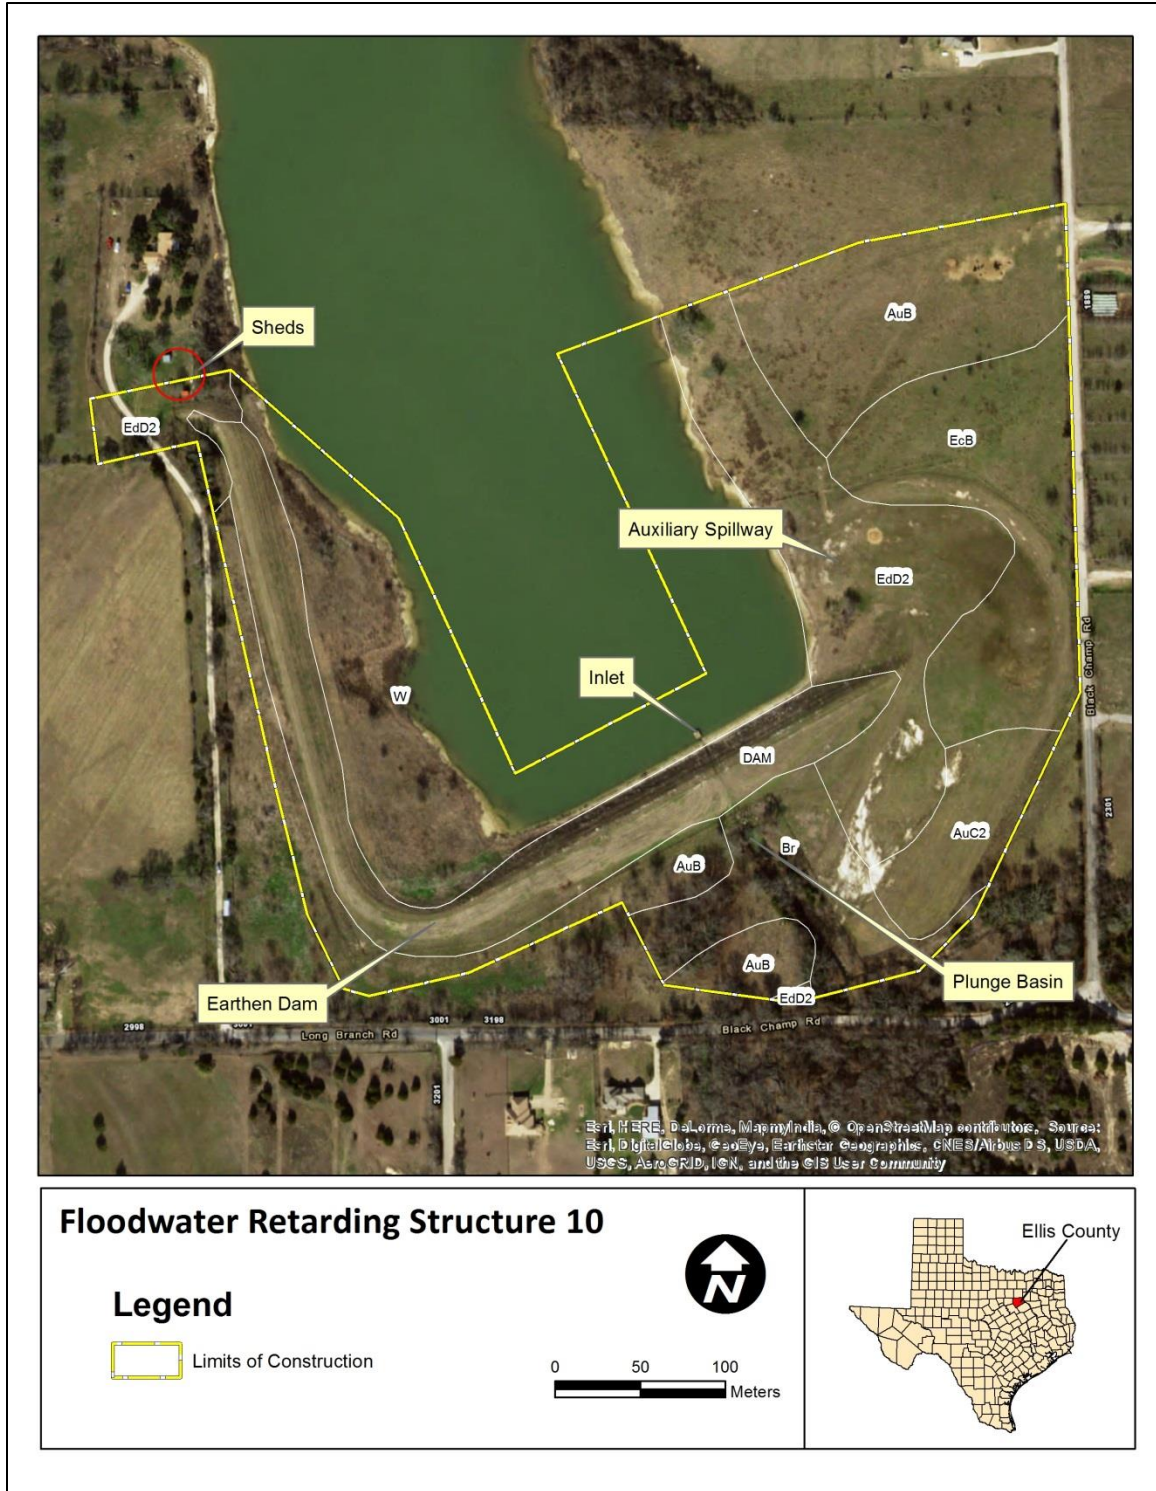 1889
Sheds
AuB
EdD2
EcB
Auxiliary Spillway
EdD2
Inlet
Black Champ Rd
W
DAM
2301
AuC2
Br
AuB
AuB
Plunge Basin
EdD2
Earthen Dam
2998
3001
3198
Long Branch Rd
Black Champ Rd
3201
Esri, HERE, DeLorme, MapmyIndia, © OpenStreetMap contributors, Source:
Esri, DigitalGlobe, GeoEye, Earthstar Geographics, CNES/Airbus DS, USDA,
USGS, AeroGRID, IGN, and the GIS User Community
Floodwater Retarding Structure 10
N
Ellis County
Legend
Limits of Construction
0 50 100
Meters